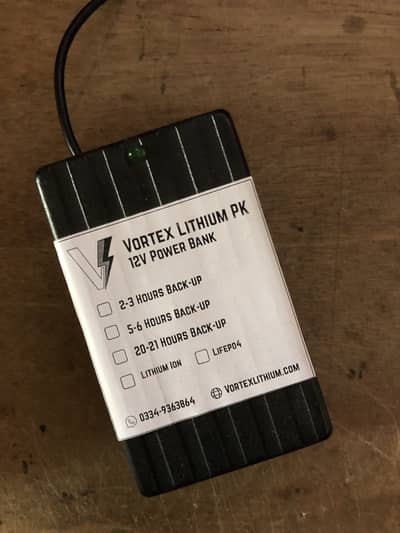 Vortex Lithium PK
12V Power Bank
2-3 Hours Back-up
5-6 Hours Back-up
20-21 Hours Back-up
Lithium Ion LifePO4
0334-9363864 Vortexlithium.com